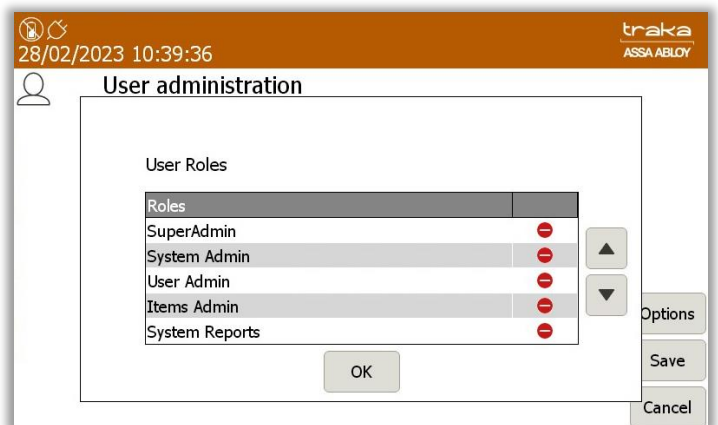 traka
28/02/2023 10:39:36
ASSA ABLOY
User administration
User Roles
Roles
SuperAdmin
System Admin
User Admin
Items Admin
System Reports
Options
OK
Save
Cancel